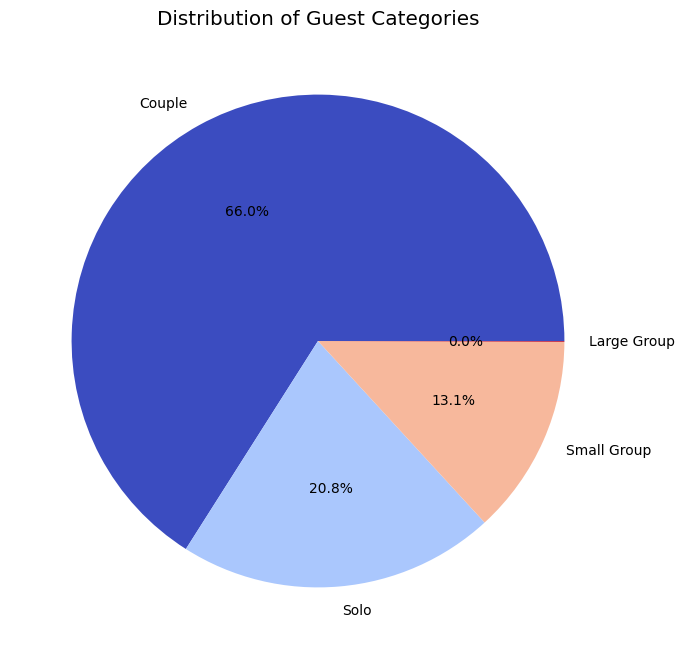 Distribution of Guest Categories
Couple
66.0%
0.0%
Large Group
13.1%
Small Group
20.8%
Solo